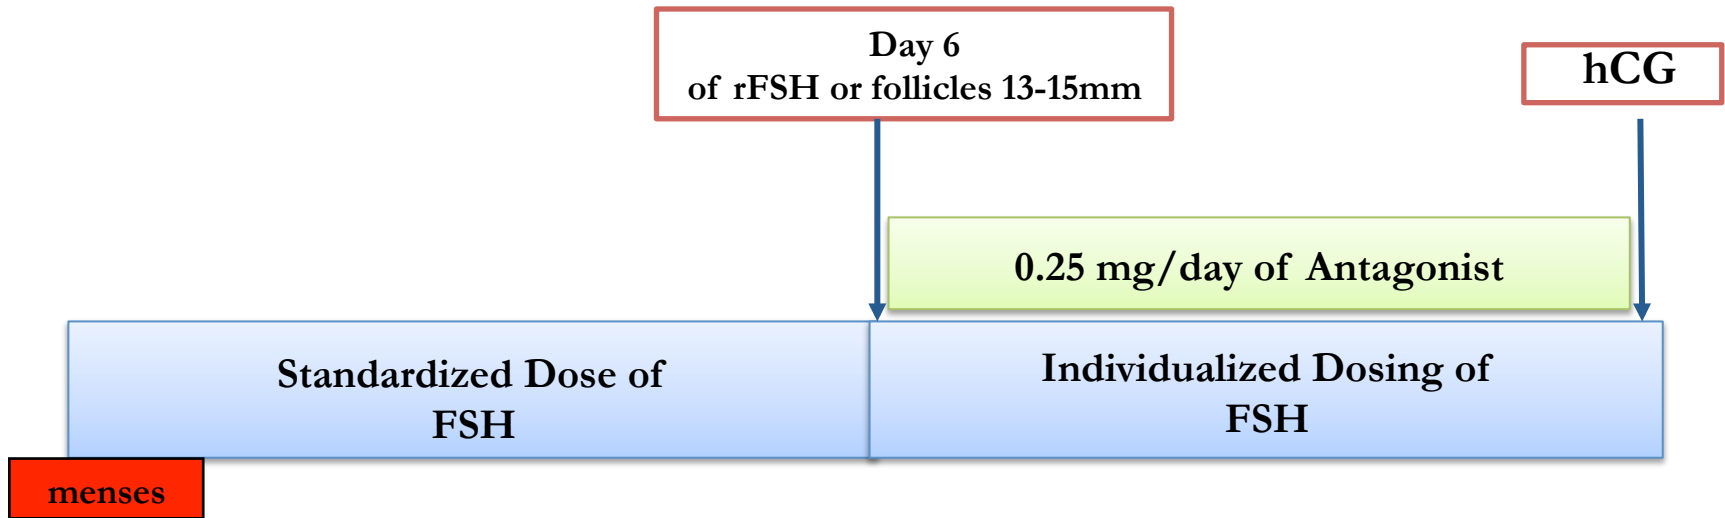 Day 6
of rFSH or follicles 13-15mm
hCG
0.25 mg/day of Antagonist
Standardized Dose of
FSH
Individualized Dosing of
FSH
menses